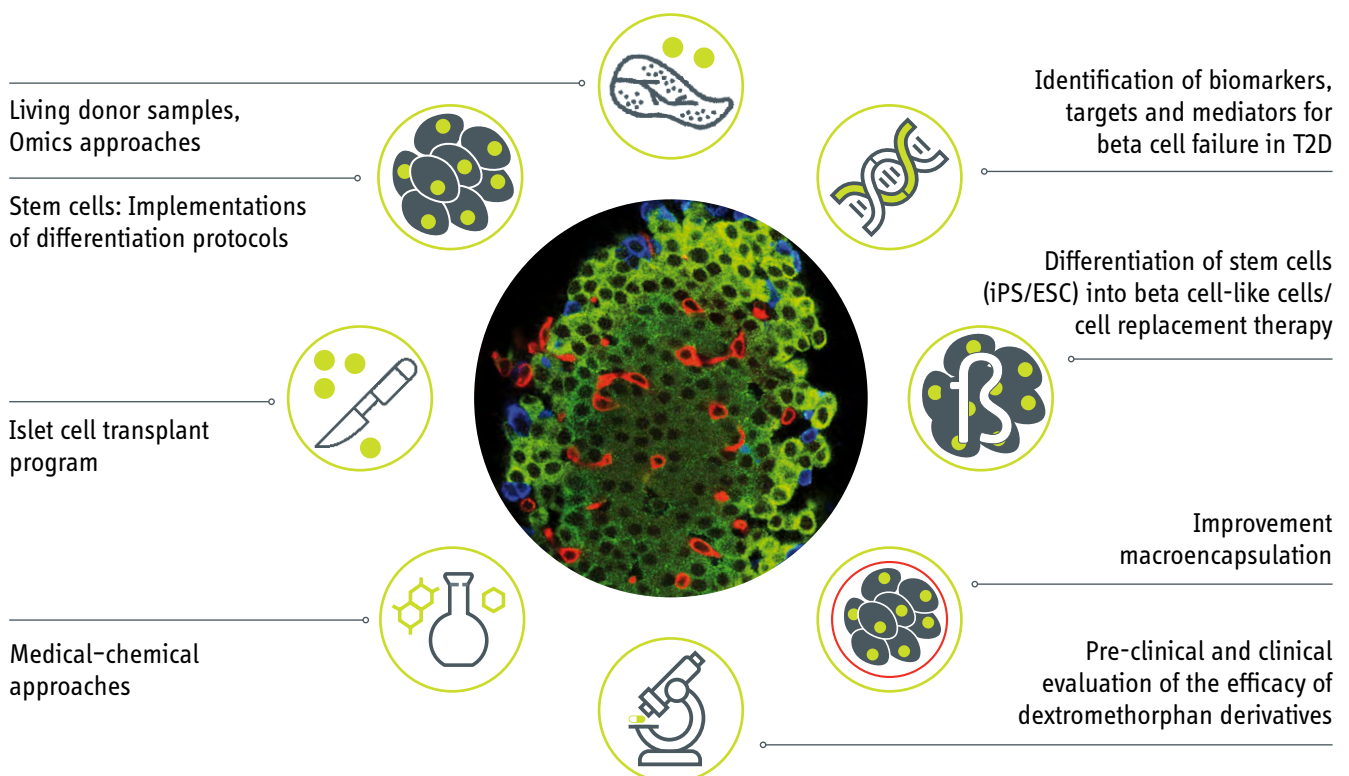 Living donor samples,
Omics approaches
Stem cells: Implementations
of differentiation protocols
Islet cell transplant
program
Medical-chemical
approaches
Identification of biomarkers,
targets and mediators for
beta cell failure in T2D
Differentiation of stem cells
(iPS/ESC) into beta cell-like cells/
cell replacement therapy
β
Improvement
macroencapsulation
Pre-clinical and clinical
evaluation of the efficacy of
dextromethorphan derivatives